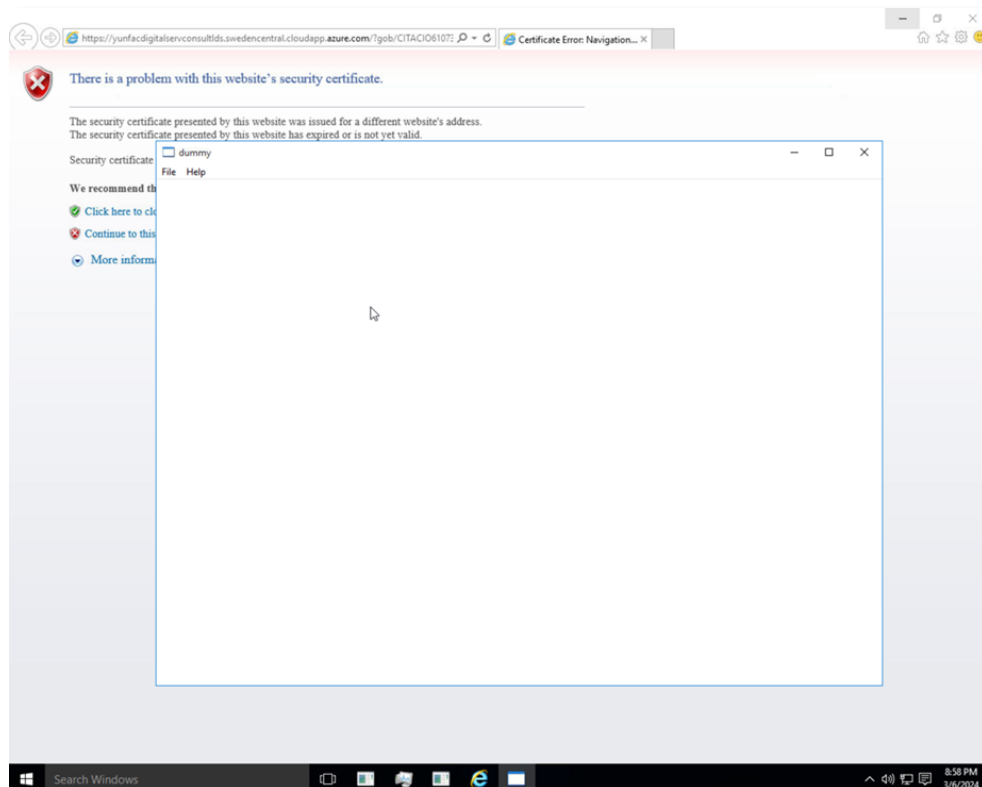 https://yunfacdigitalservconsultlds.swedencentral.cloudapp.azure.com/?gob/CITACIO6107
Certificate Error: Navigation...
There is a problem with this website's security certificate.
The security certificate presented by this website was issued for a different website's address.
The security certificate presented by this website has expired or is not yet valid.
Security certificate
We recommend th
Click here to clo
Continue to this
More informa
dummy
File Help
Search Windows
8:58 PM
3/6/2024